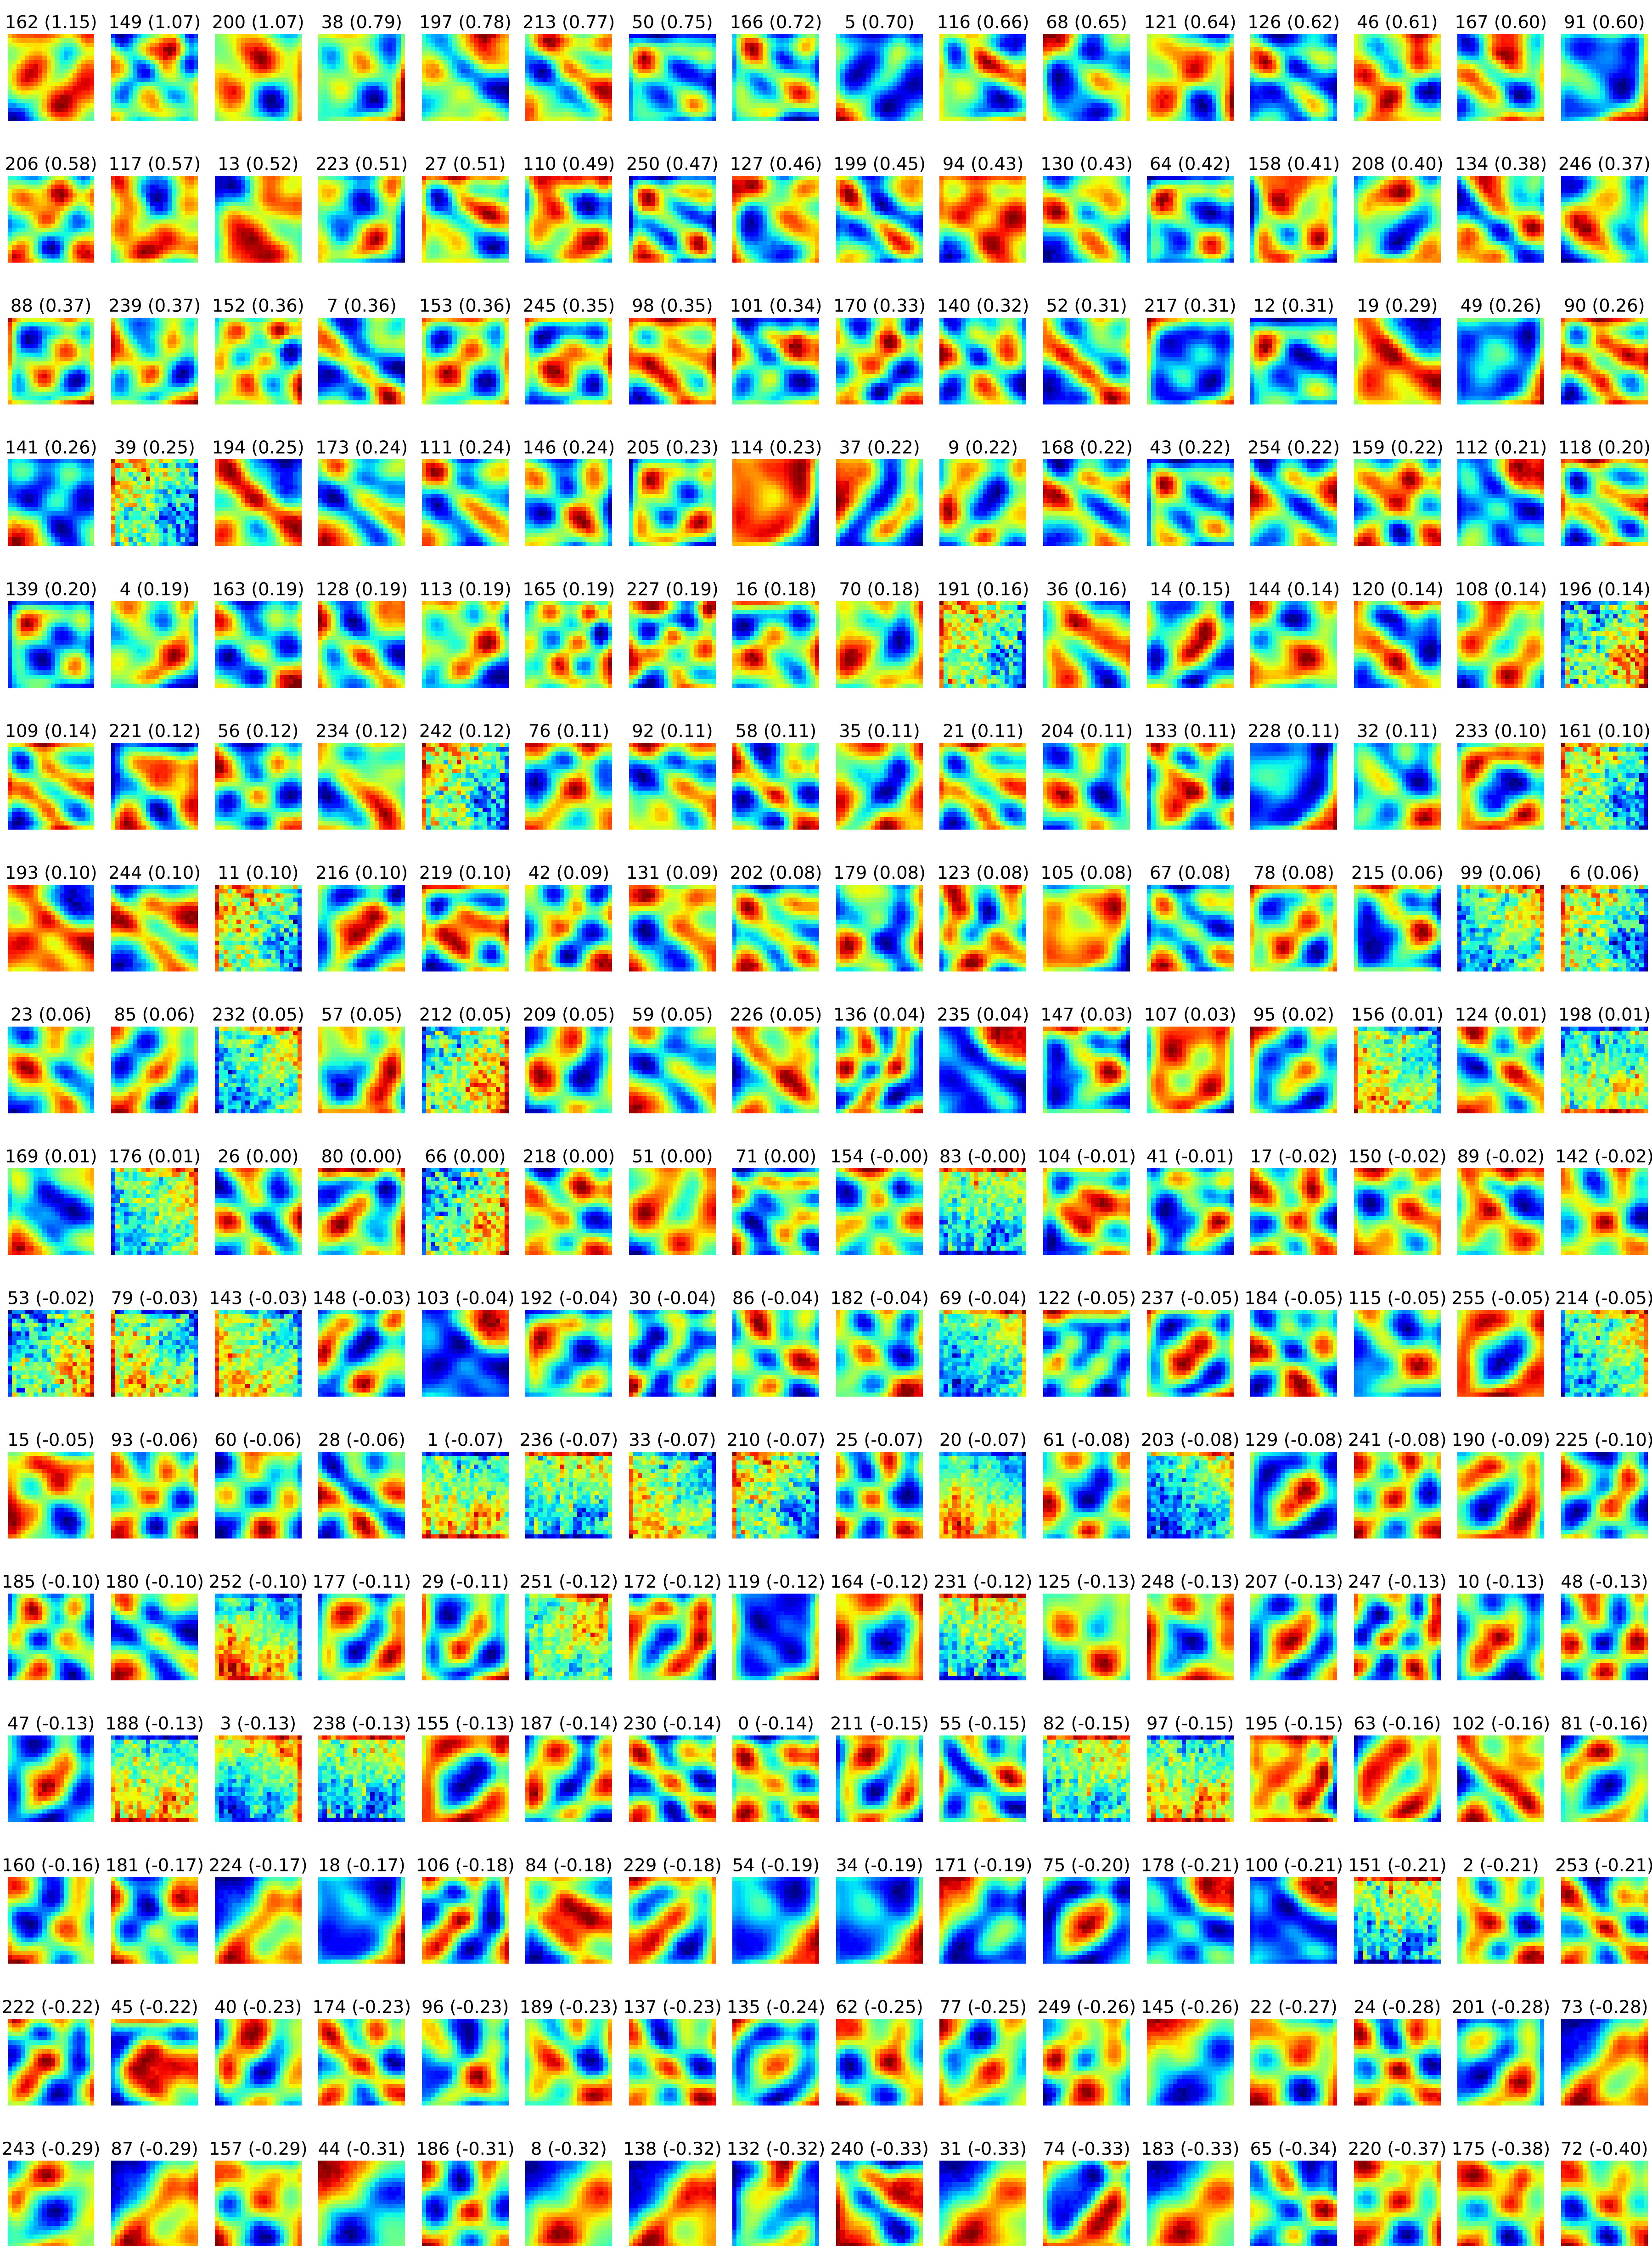 162 (1.15) 149 (1.07) 200 (1.07) 38 (0.79) 197 (0.78) 213 (0.77) 50 (0.75) 166 (0.72) 5 (0.70) 116 (0.66) 68 (0.65) 121 (0.64) 126 (0.62) 46 (0.61) 167 (0.60) 91 (0.60)
206 (0.58) 117 (0.57) 13 (0.52) 223 (0.51) 27 (0.51) 110 (0.49) 250 (0.47) 127 (0.46) 199 (0.45) 94 (0.43) 130 (0.43) 64 (0.42) 158 (0.41) 208 (0.40) 134 (0.38) 246 (0.37)
88 (0.37) 239 (0.37) 152 (0.36) 7 (0.36) 153 (0.36) 245 (0.35) 98 (0.35) 101 (0.34) 170 (0.33) 140 (0.32) 52 (0.31) 217 (0.31) 12 (0.31) 19 (0.29) 49 (0.26) 90 (0.26)
141 (0.26) 39 (0.25) 194 (0.25) 173 (0.24) 111 (0.24) 146 (0.24) 205 (0.23) 114 (0.23) 37 (0.22) 9 (0.22) 168 (0.22) 43 (0.22) 254 (0.22) 159 (0.22) 112 (0.21) 118 (0.20)
139 (0.20) 4 (0.19) 163 (0.19) 128 (0.19) 113 (0.19) 165 (0.19) 227 (0.19) 16 (0.18) 70 (0.18) 191 (0.16) 36 (0.16) 14 (0.15) 144 (0.14) 120 (0.14) 108 (0.14) 196 (0.14)
109 (0.14) 221 (0.12) 56 (0.12) 234 (0.12) 242 (0.12) 76 (0.11) 92 (0.11) 58 (0.11) 35 (0.11) 21 (0.11) 204 (0.11) 133 (0.11) 228 (0.11) 32 (0.11) 233 (0.10) 161 (0.10)
193 (0.10) 244 (0.10) 11 (0.10) 216 (0.10) 219 (0.10) 42 (0.09) 131 (0.09) 202 (0.08) 179 (0.08) 123 (0.08) 105 (0.08) 67 (0.08) 78 (0.08) 215 (0.06) 99 (0.06) 6 (0.06)
23 (0.06) 85 (0.06) 232 (0.05) 57 (0.05) 212 (0.05) 209 (0.05) 59 (0.05) 226 (0.05) 136 (0.04) 235 (0.04) 147 (0.03) 107 (0.03) 95 (0.02) 156 (0.01) 124 (0.01) 198 (0.01)
169 (0.01) 176 (0.01) 26 (0.00) 80 (0.00) 66 (0.00) 218 (0.00) 51 (0.00) 71 (0.00) 154 (-0.00) 83 (-0.00) 104 (-0.01) 41 (-0.01) 17 (-0.02) 150 (-0.02) 89 (-0.02) 142 (-0.02)
53 (-0.02) 79 (-0.03) 143 (-0.03) 148 (-0.03) 103 (-0.04) 192 (-0.04) 30 (-0.04) 86 (-0.04) 182 (-0.04) 69 (-0.04) 122 (-0.05) 237 (-0.05) 184 (-0.05) 115 (-0.05) 255 (-0.05) 214 (-0.05)
15 (-0.05) 93 (-0.06) 60 (-0.06) 28 (-0.06) 1 (-0.07) 236 (-0.07) 33 (-0.07) 210 (-0.07) 25 (-0.07) 20 (-0.07) 61 (-0.08) 203 (-0.08) 129 (-0.08) 241 (-0.08) 190 (-0.09) 225 (-0.10)
185 (-0.10) 180 (-0.10) 252 (-0.10) 177 (-0.11) 29 (-0.11) 251 (-0.12) 172 (-0.12) 119 (-0.12) 164 (-0.12) 231 (-0.12) 125 (-0.13) 248 (-0.13) 207 (-0.13) 247 (-0.13) 10 (-0.13) 48 (-0.13)
47 (-0.13) 188 (-0.13) 3 (-0.13) 238 (-0.13) 155 (-0.13) 187 (-0.14) 230 (-0.14) 0 (-0.14) 211 (-0.15) 55 (-0.15) 82 (-0.15) 97 (-0.15) 195 (-0.15) 63 (-0.16) 102 (-0.16) 81 (-0.16)
160 (-0.16) 181 (-0.17) 224 (-0.17) 18 (-0.17) 106 (-0.18) 84 (-0.18) 229 (-0.18) 54 (-0.19) 34 (-0.19) 171 (-0.19) 75 (-0.20) 178 (-0.21) 100 (-0.21) 151 (-0.21) 2 (-0.21) 253 (-0.21)
222 (-0.22) 45 (-0.22) 40 (-0.23) 174 (-0.23) 96 (-0.23) 189 (-0.23) 137 (-0.23) 135 (-0.24) 62 (-0.25) 77 (-0.25) 249 (-0.26) 145 (-0.26) 22 (-0.27) 24 (-0.28) 201 (-0.28) 73 (-0.28)
243 (-0.29) 87 (-0.29) 157 (-0.29) 44 (-0.31) 186 (-0.31) 8 (-0.32) 138 (-0.32) 132 (-0.32) 240 (-0.33) 31 (-0.33) 74 (-0.33) 183 (-0.33) 65 (-0.34) 220 (-0.37) 175 (-0.38) 72 (-0.40)